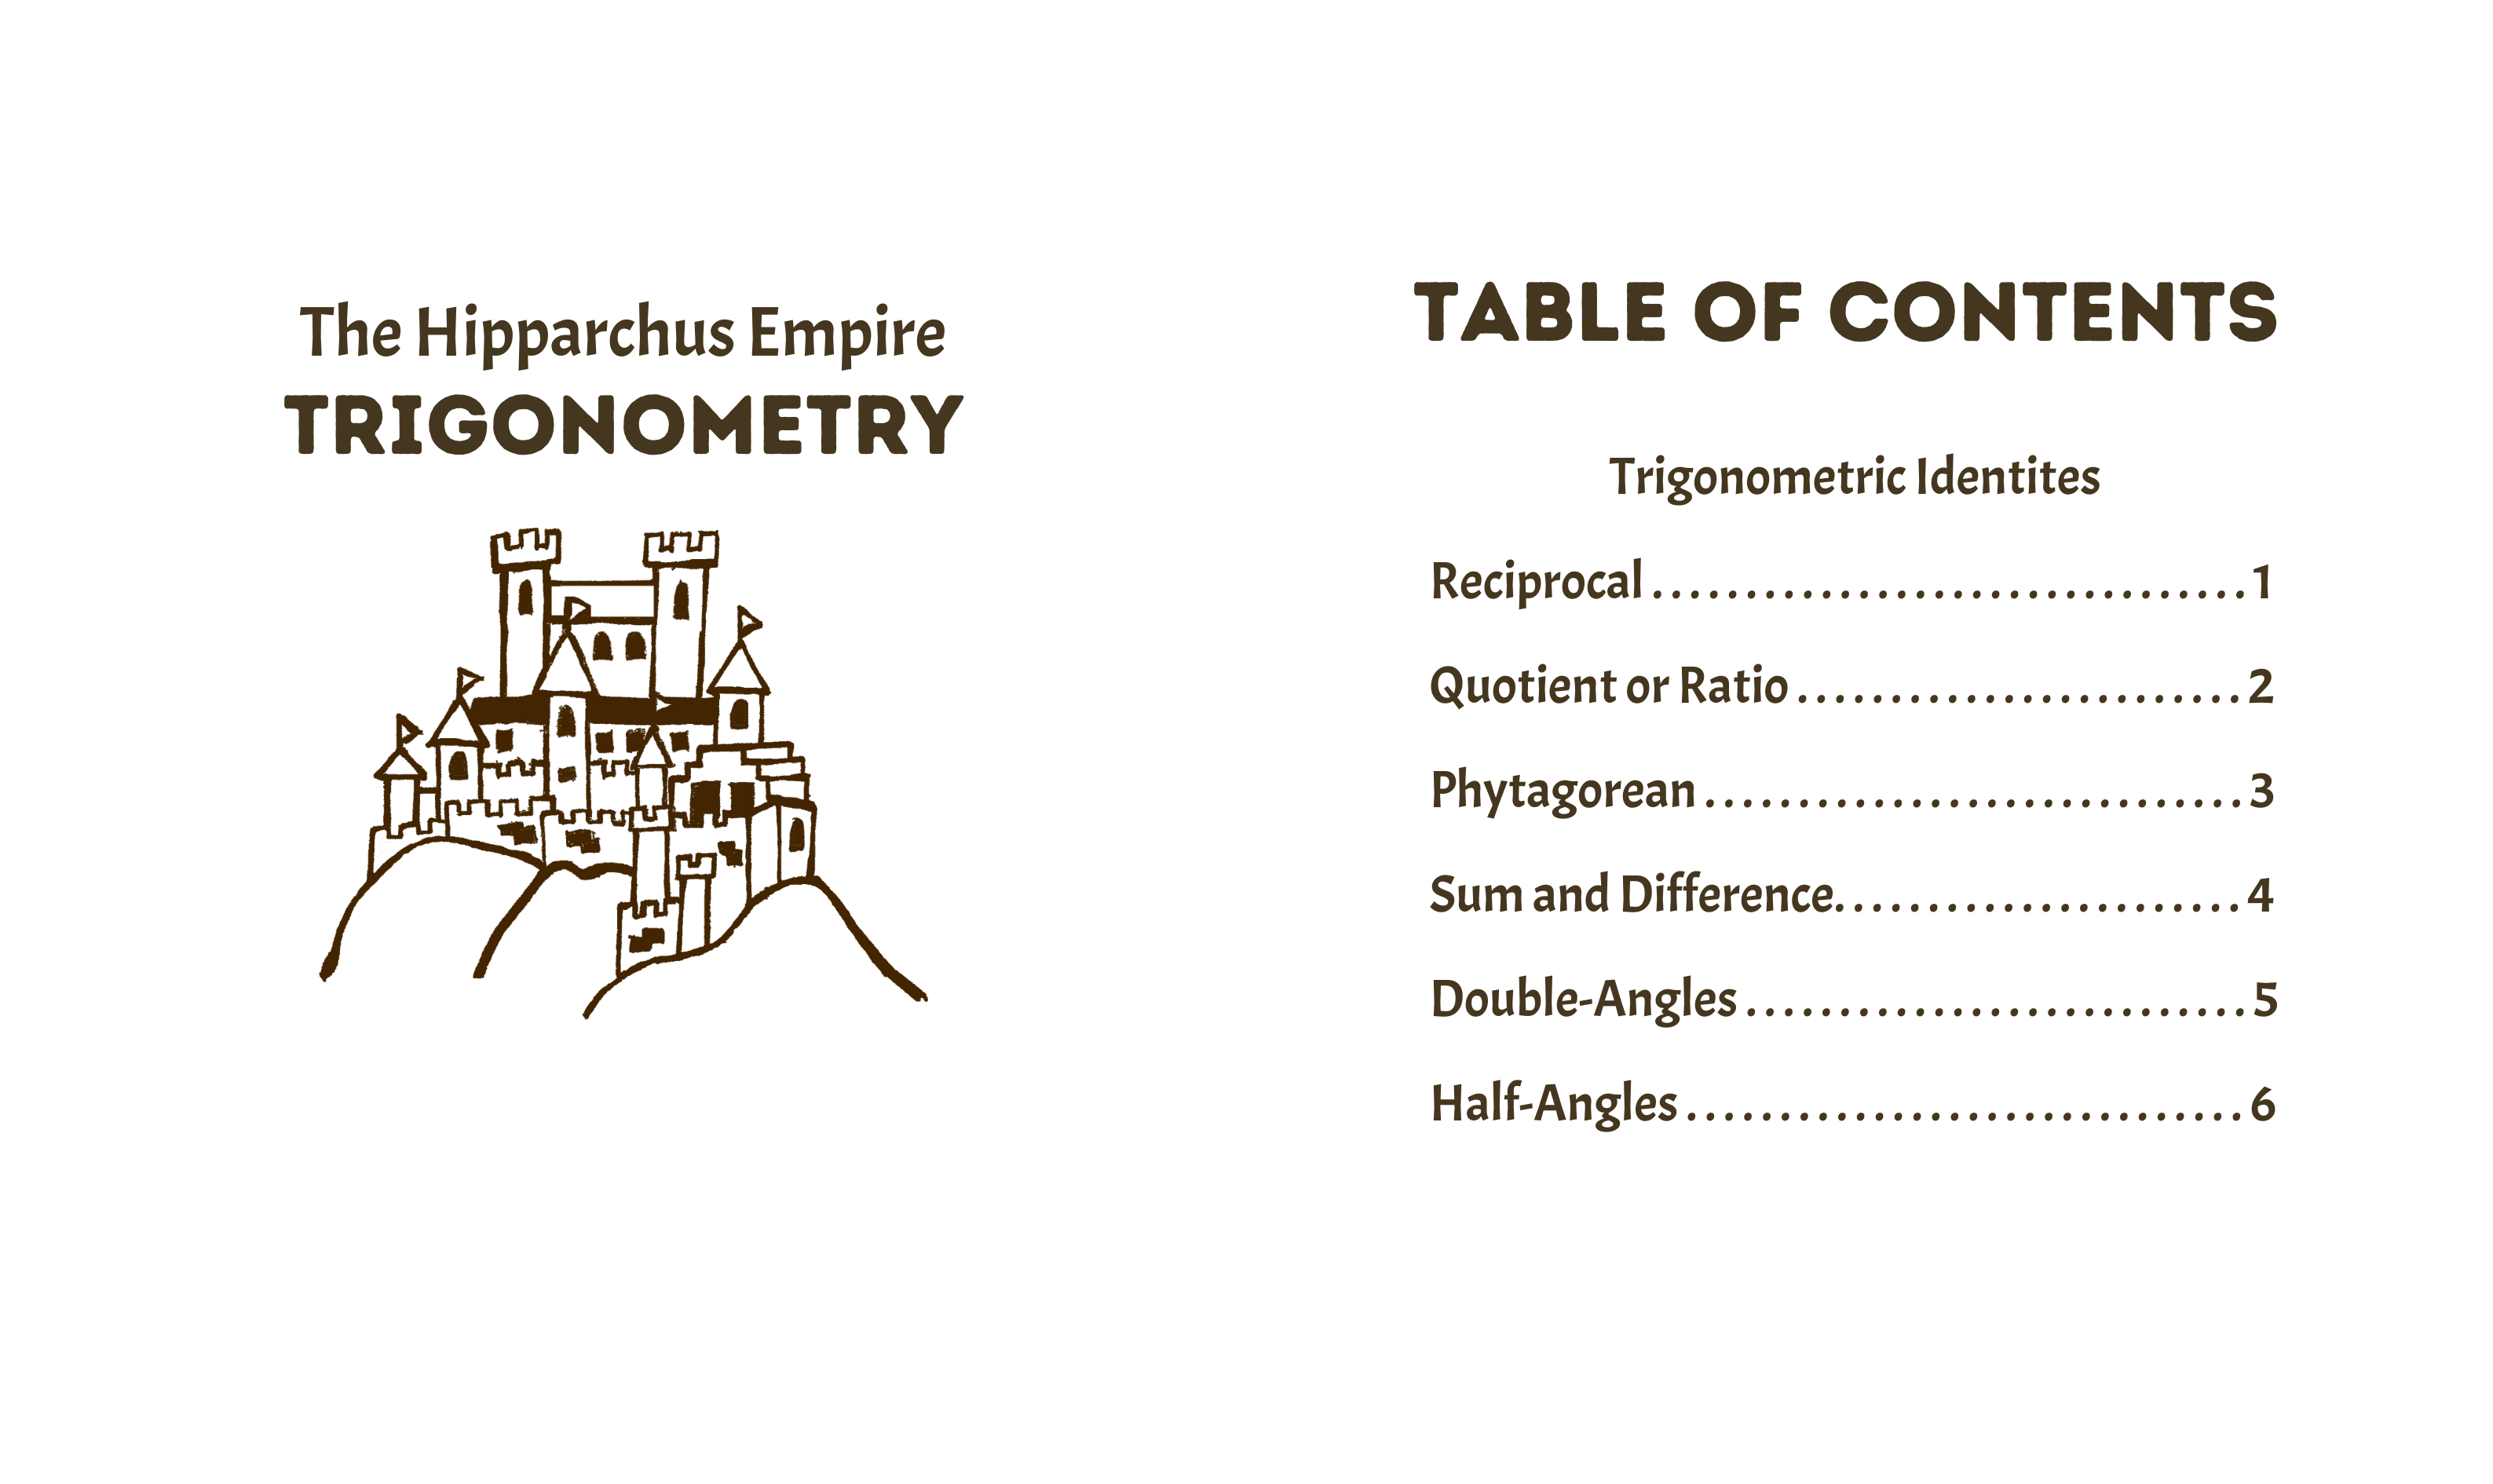 The Hipparchus Empire
TRIGONOMETRY
TABLE OF CONTENTS
Trigonometric Identites
Reciprocal ................................ 1
Quotient or Ratio ........................ 2
Phytagorean ............................. 3
Sum and Difference...................... 4
Double-Angles ........................... 5
Half-Angles .............................. 6